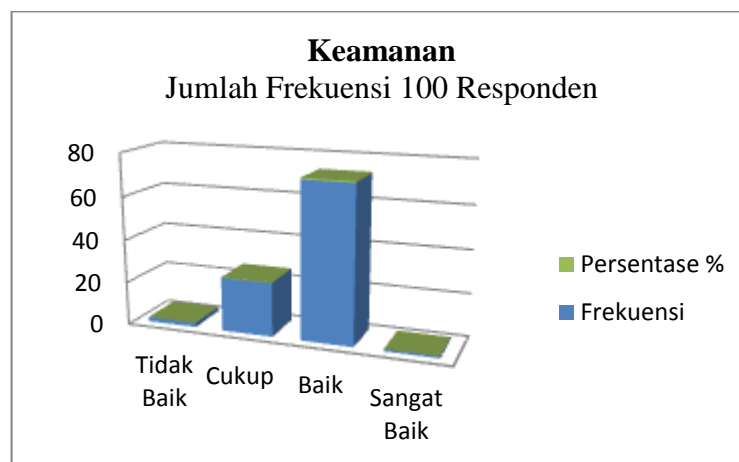 Keamanan
Jumlah Frekuensi 100 Responden
80
60
40
20
0
Tidak
Baik
Cukup
Baik
Sangat
Baik
Persentase %
Frekuensi